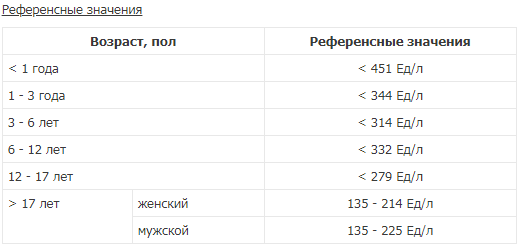 Референсные значения
Возраст, пол Референсные значения
< 1 года < 451 Ед/л
1 - 3 года < 344 Ед/л
3 - 6 лет < 314 Ед/л
6 - 12 лет < 332 Ед/л
12 - 17 лет < 279 Ед/л
> 17 лет женский 135 - 214 Ед/л
мужской 135 - 225 Ед/л